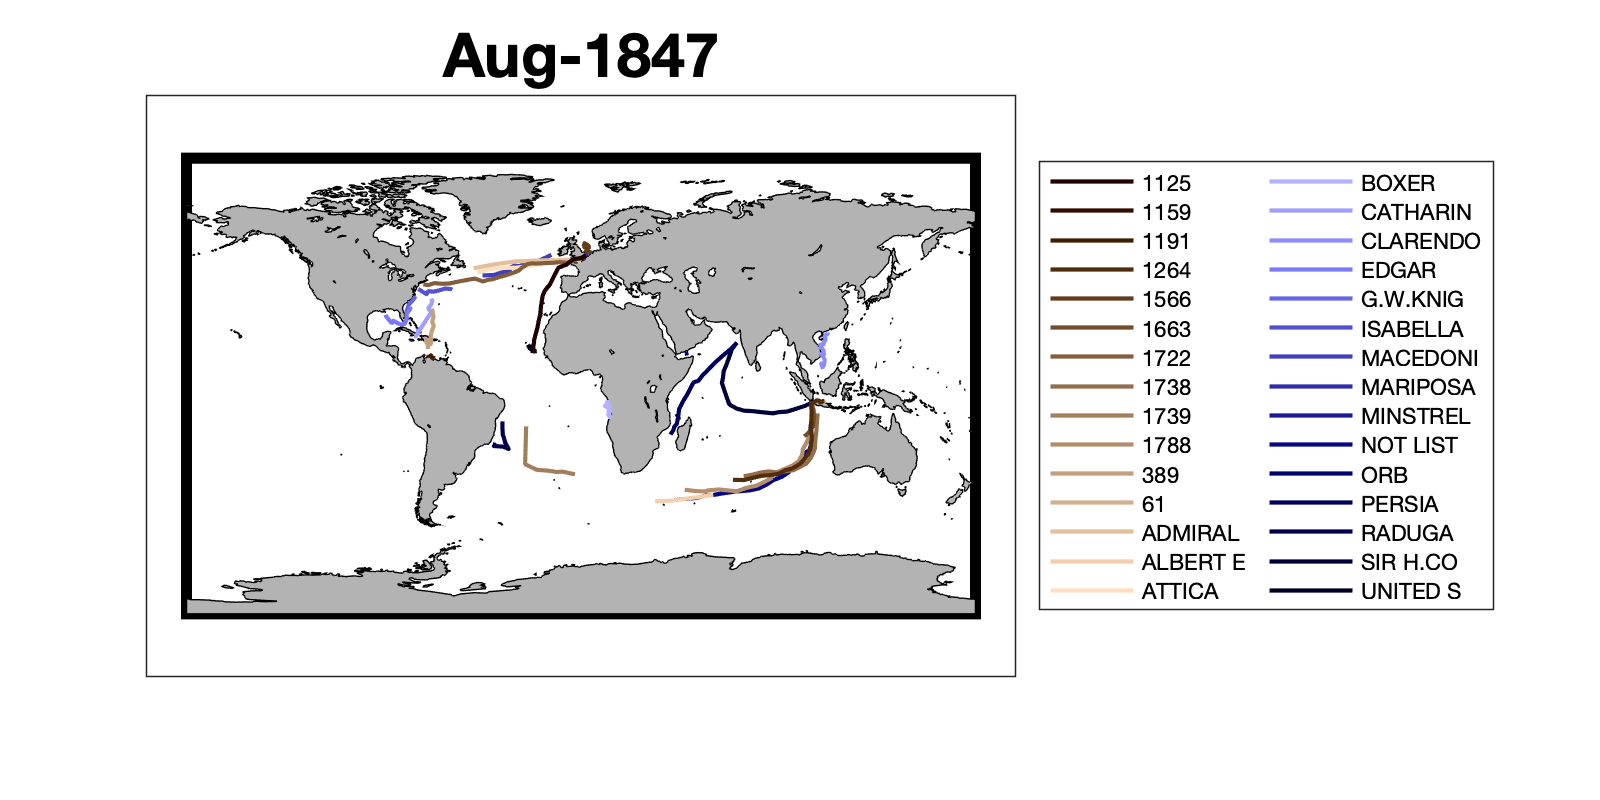 Aug-1847
1125
1159
1191
1264
1566
1663
1722
1738
1739
1788
389
61
ADMIRAL
ALBERT E
ATTICA
BOXER
CATHARIN
CLARENDO
EDGAR
G.W.KNIG
ISABELLA
MACEDONI
MARIPOSA
MINSTREL
NOT LIST
ORB
PERSIA
RADUGA
SIR H.CO
UNITED S